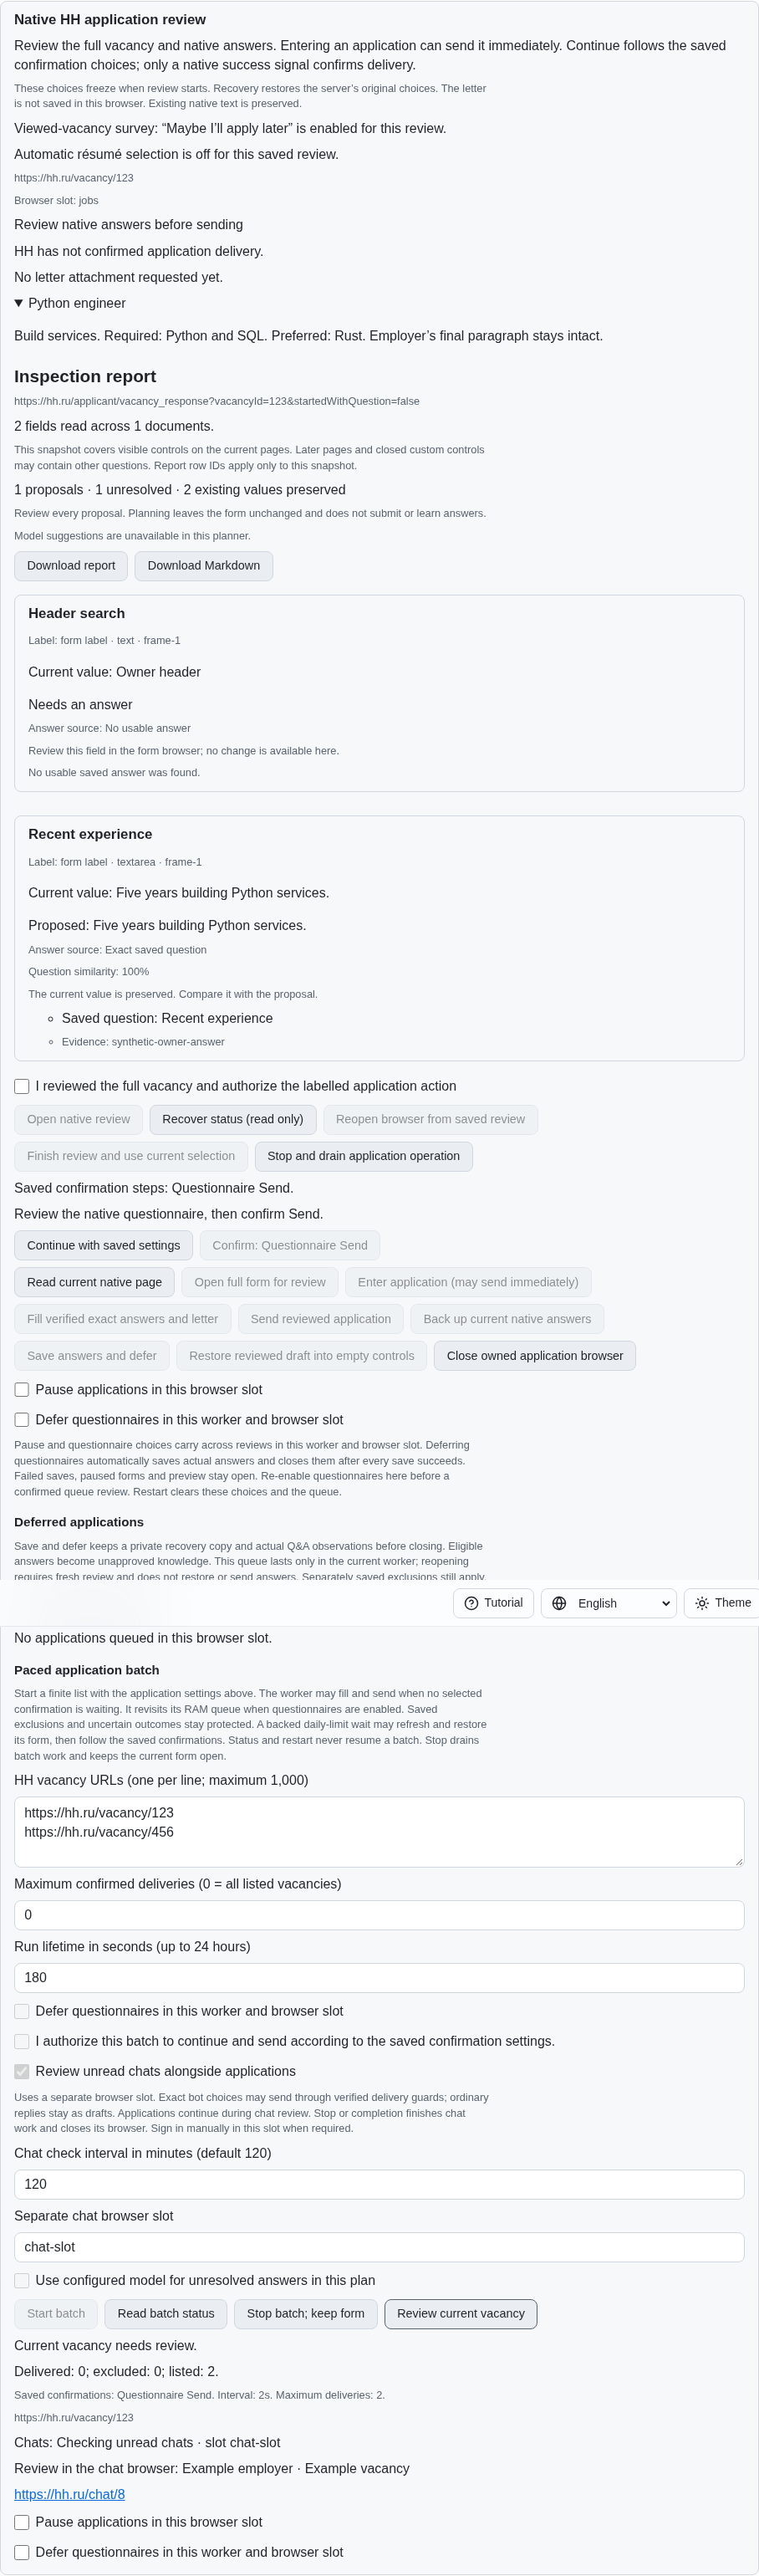 Native HH application review
Review the full vacancy and native answers. Entering an application can send it immediately. Continue follows the saved
confirmation choices; only a native success signal confirms delivery.
These choices freeze when review starts. Recovery restores the server’s original choices. The letter
is not saved in this browser. Existing native text is preserved.
Viewed-vacancy survey: “Maybe I’ll apply later” is enabled for this review.
Automatic résumé selection is off for this saved review.
https://hh.ru/vacancy/123
Browser slot: jobs
Review native answers before sending
HH has not confirmed application delivery.
No letter attachment requested yet.
Python engineer
Build services. Required: Python and SQL. Preferred: Rust. Employer’s final paragraph stays intact.
Inspection report
https://hh.ru/applicant/vacancy_response?vacancyId=123&startedWithQuestion=false
2 fields read across 1 documents.
This snapshot covers visible controls on the current pages. Later pages and closed custom controls
may contain other questions. Report row IDs apply only to this snapshot.
1 proposals · 1 unresolved · 2 existing values preserved
Review every proposal. Planning leaves the form unchanged and does not submit or learn answers.
Model suggestions are unavailable in this planner.
Download report Download Markdown
Header search
Label: form label · text · frame-1
Current value: Owner header
Needs an answer
Answer source: No usable answer
Review this field in the form browser; no change is available here.
No usable saved answer was found.
Recent experience
Label: form label · textarea · frame-1
Current value: Five years building Python services.
Proposed: Five years building Python services.
Answer source: Exact saved question
Question similarity: 100%
The current value is preserved. Compare it with the proposal.
Saved question: Recent experience
Evidence: synthetic-owner-answer
I reviewed the full vacancy and authorize the labelled application action
Open native review Recover status (read only) Reopen browser from saved review
Finish review and use current selection Stop and drain application operation
Saved confirmation steps: Questionnaire Send.
Review the native questionnaire, then confirm Send.
Continue with saved settings Confirm: Questionnaire Send
Read current native page Open full form for review Enter application (may send immediately)
Fill verified exact answers and letter Send reviewed application Back up current native answers
Save answers and defer Restore reviewed draft into empty controls Close owned application browser
Pause applications in this browser slot
Defer questionnaires in this worker and browser slot
Pause and questionnaire choices carry across reviews in this worker and browser slot. Deferring
questionnaires automatically saves actual answers and closes them after every save succeeds.
Failed saves, paused forms and preview stay open. Re-enable questionnaires here before a
confirmed queue review. Restart clears these choices and the queue.
Deferred applications
Save and defer keeps a private recovery copy and actual Q&A observations before closing. Eligible
answers become unapproved knowledge. This queue lasts only in the current worker; reopening
requires fresh review and does not restore or send answers. Separately saved exclusions still apply.
Tutorial English Theme
No applications queued in this browser slot.
Paced application batch
Start a finite list with the application settings above. The worker may fill and send when no selected
confirmation is waiting. It revisits its RAM queue when questionnaires are enabled. Saved
exclusions and uncertain outcomes stay protected. A backed daily-limit wait may refresh and restore
its form, then follow the saved confirmations. Status and restart never resume a batch. Stop drains
batch work and keeps the current form open.
HH vacancy URLs (one per line; maximum 1,000)
https://hh.ru/vacancy/123
https://hh.ru/vacancy/456
Maximum confirmed deliveries (0 = all listed vacancies)
0
Run lifetime in seconds (up to 24 hours)
180
Defer questionnaires in this worker and browser slot
I authorize this batch to continue and send according to the saved confirmation settings.
Review unread chats alongside applications
Uses a separate browser slot. Exact bot choices may send through verified delivery guards; ordinary
replies stay as drafts. Applications continue during chat review. Stop or completion finishes chat
work and closes its browser. Sign in manually in this slot when required.
Chat check interval in minutes (default 120)
120
Separate chat browser slot
chat-slot
Use configured model for unresolved answers in this plan
Start batch Read batch status Stop batch; keep form Review current vacancy
Current vacancy needs review.
Delivered: 0; excluded: 0; listed: 2.
Saved confirmations: Questionnaire Send. Interval: 2s. Maximum deliveries: 2.
https://hh.ru/vacancy/123
Chats: Checking unread chats · slot chat-slot
Review in the chat browser: Example employer · Example vacancy
https://hh.ru/chat/8
Pause applications in this browser slot
Defer questionnaires in this worker and browser slot